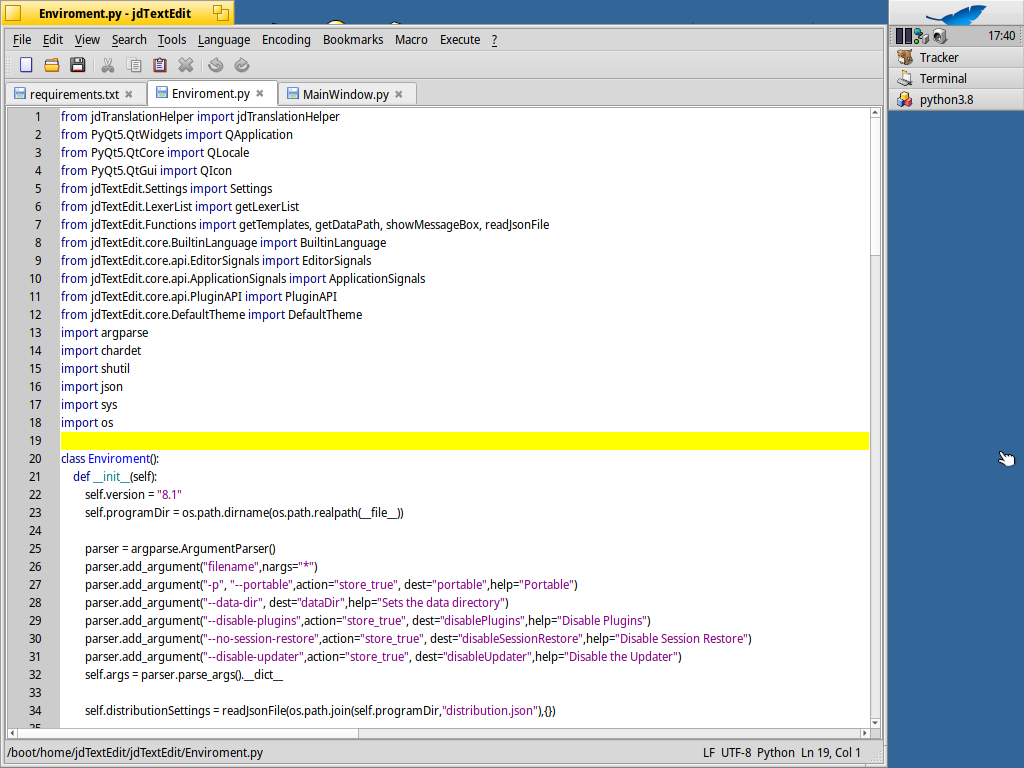 Enviroment.py - jdTextEdit
File Edit View Search Tools Language Encoding Bookmarks Macro Execute ?
17:40
Tracker
Terminal
python3.8
requirements.txt Enviroment.py MainWindow.py
1 from jdTranslationHelper import jdTranslationHelper
2 from PyQt5.QtWidgets import QApplication
3 from PyQt5.QtCore import QLocale
4 from PyQt5.QtGui import QIcon
5 from jdTextEdit.Settings import Settings
6 from jdTextEdit.LexerList import getLexerList
7 from jdTextEdit.Functions import getTemplates, getDataPath, showMessageBox, readJsonFile
8 from jdTextEdit.core.BuiltinLanguage import BuiltinLanguage
9 from jdTextEdit.core.api.EditorSignals import EditorSignals
10 from jdTextEdit.core.api.ApplicationSignals import ApplicationSignals
11 from jdTextEdit.core.api.PluginAPI import PluginAPI
12 from jdTextEdit.core.DefaultTheme import DefaultTheme
13 import argparse
14 import chardet
15 import shutil
16 import json
17 import sys
18 import os
19
20 class Enviroment():
21 def __init__(self):
22 self.version = "8.1"
23 self.programDir = os.path.dirname(os.path.realpath(__file__))
24
25 parser = argparse.ArgumentParser()
26 parser.add_argument("filename",nargs="*")
27 parser.add_argument("-p", "--portable",action="store_true", dest="portable",help="Portable")
28 parser.add_argument("--data-dir", dest="dataDir",help="Sets the data directory")
29 parser.add_argument("--disable-plugins",action="store_true", dest="disablePlugins",help="Disable Plugins")
30 parser.add_argument("--no-session-restore",action="store_true", dest="disableSessionRestore",help="Disable Session Restore")
31 parser.add_argument("--disable-updater",action="store_true", dest="disableUpdater",help="Disable the Updater")
32 self.args = parser.parse_args().__dict__
33
34 self.distributionSettings = readJsonFile(os.path.join(self.programDir,"distribution.json"),{})
35
/boot/home/jdTextEdit/jdTextEdit/Enviroment.py LF UTF-8 Python Ln 19, Col 1